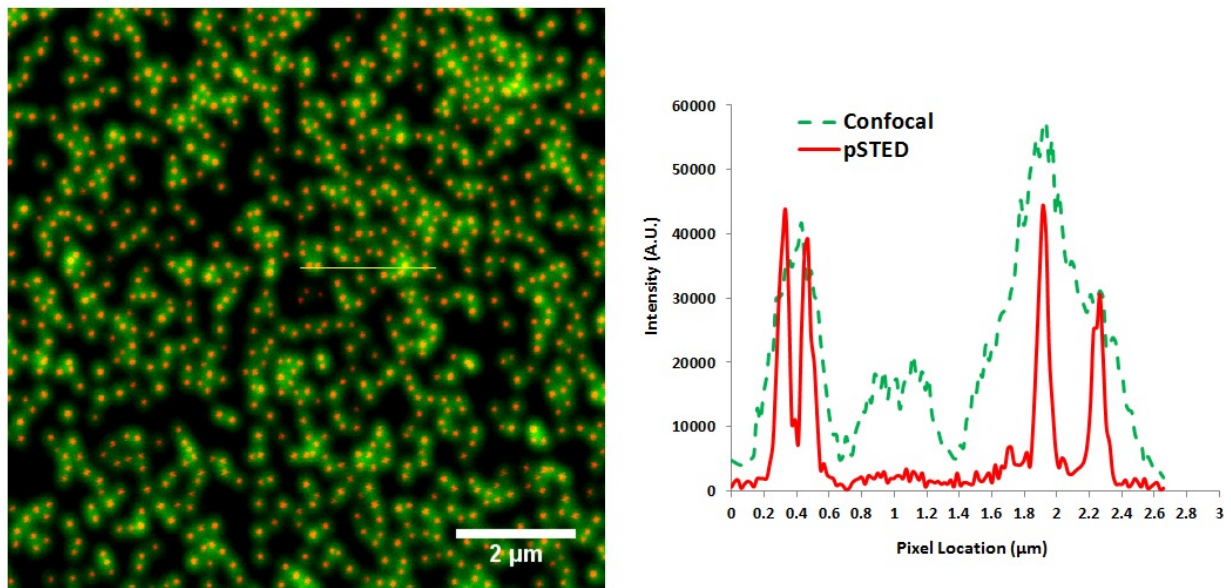 2 µm
Confocal
pSTED
Intensity (A.U.)
60000
50000
40000
30000
20000
10000
0
0 0.2 0.4 0.6 0.8 1 1.2 1.4 1.6 1.8 2 2.2 2.4 2.6 2.8 3
Pixel Location (µm)